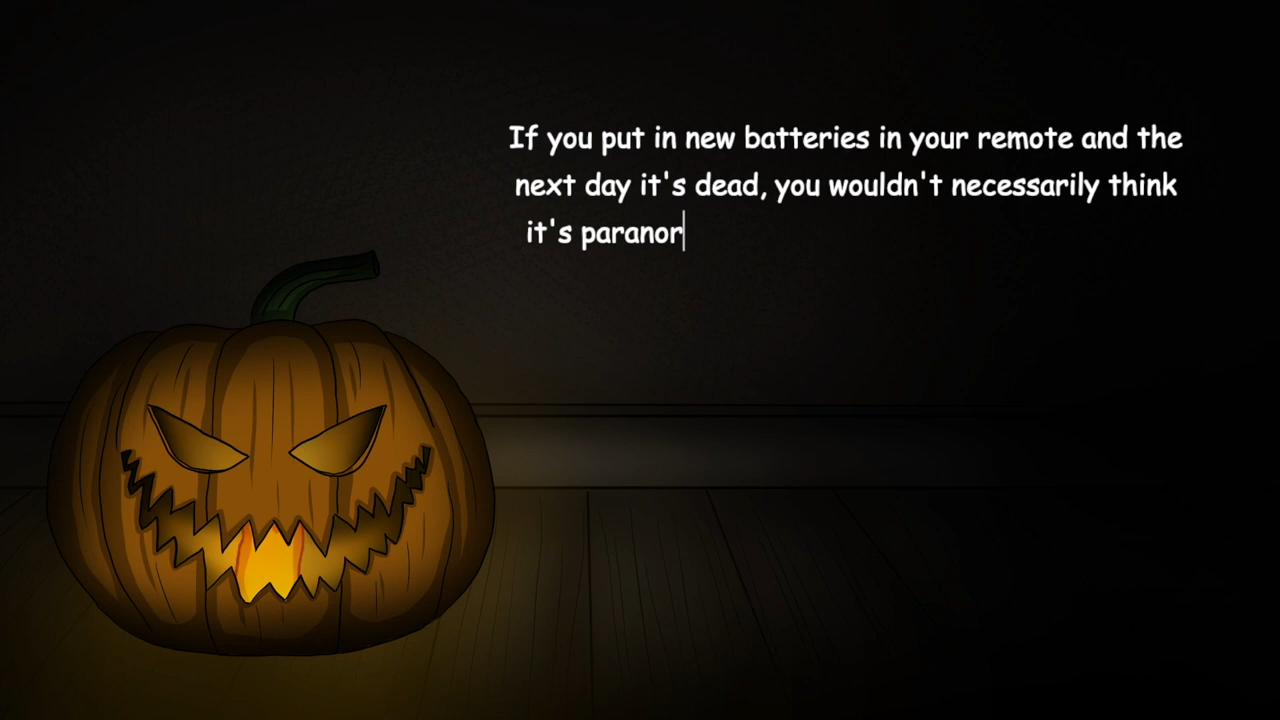 If you put in new batteries in your remote and the
next day it's dead, you wouldn't necessarily think
it's paranor